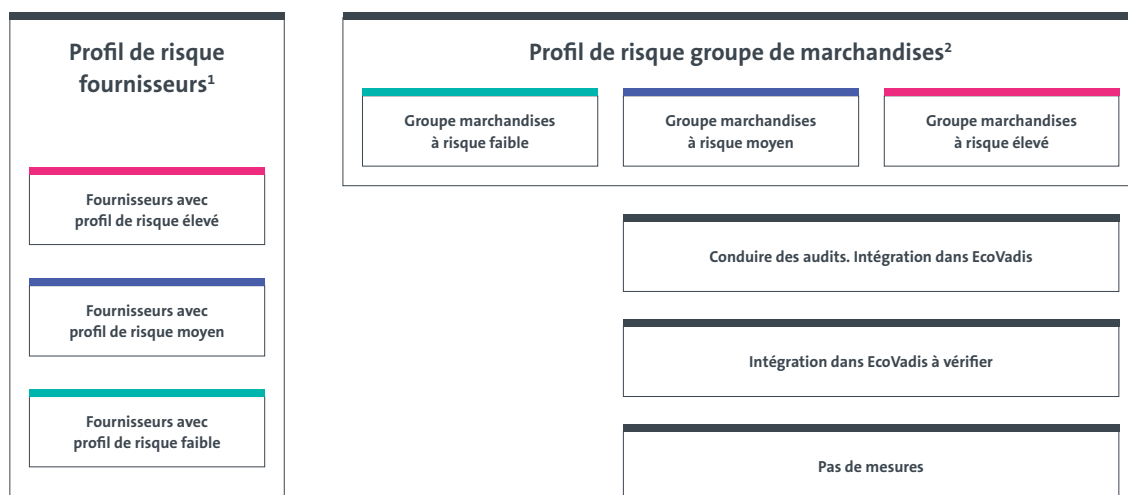 Profil de risque
fournisseurs¹
Fournisseurs avec
profil de risque élevé
Fournisseurs avec
profil de risque moyen
Fournisseurs avec
profil de risque faible
Profil de risque groupe de marchandises²
Groupe marchandises
à risque faible
Groupe marchandises
à risque moyen
Groupe marchandises
à risque élevé
Conduire des audits. Intégration dans EcoVadis
Intégration dans EcoVadis à vérifier
Pas de mesures